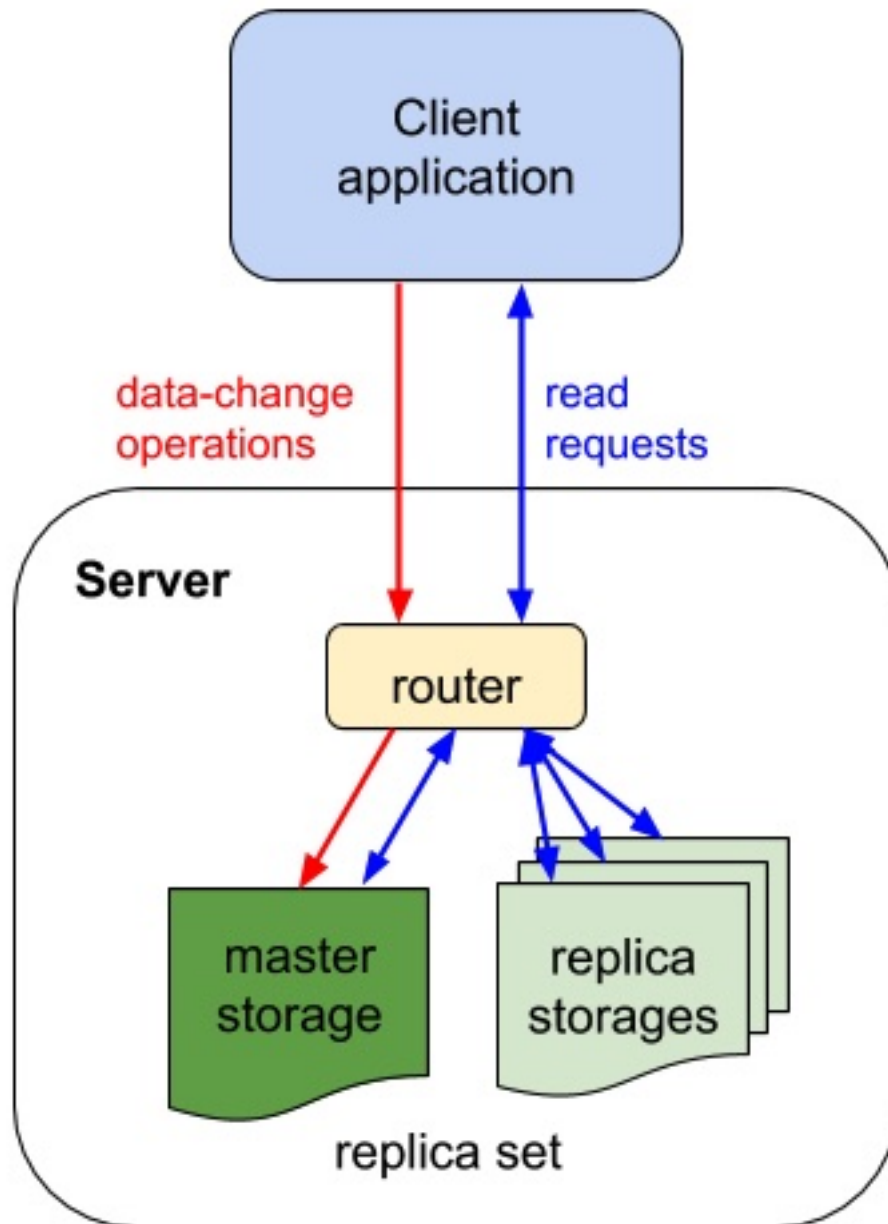 Client
application
data-change
operations
read
requests
Server
router
master
storage
replica
storages
replica set